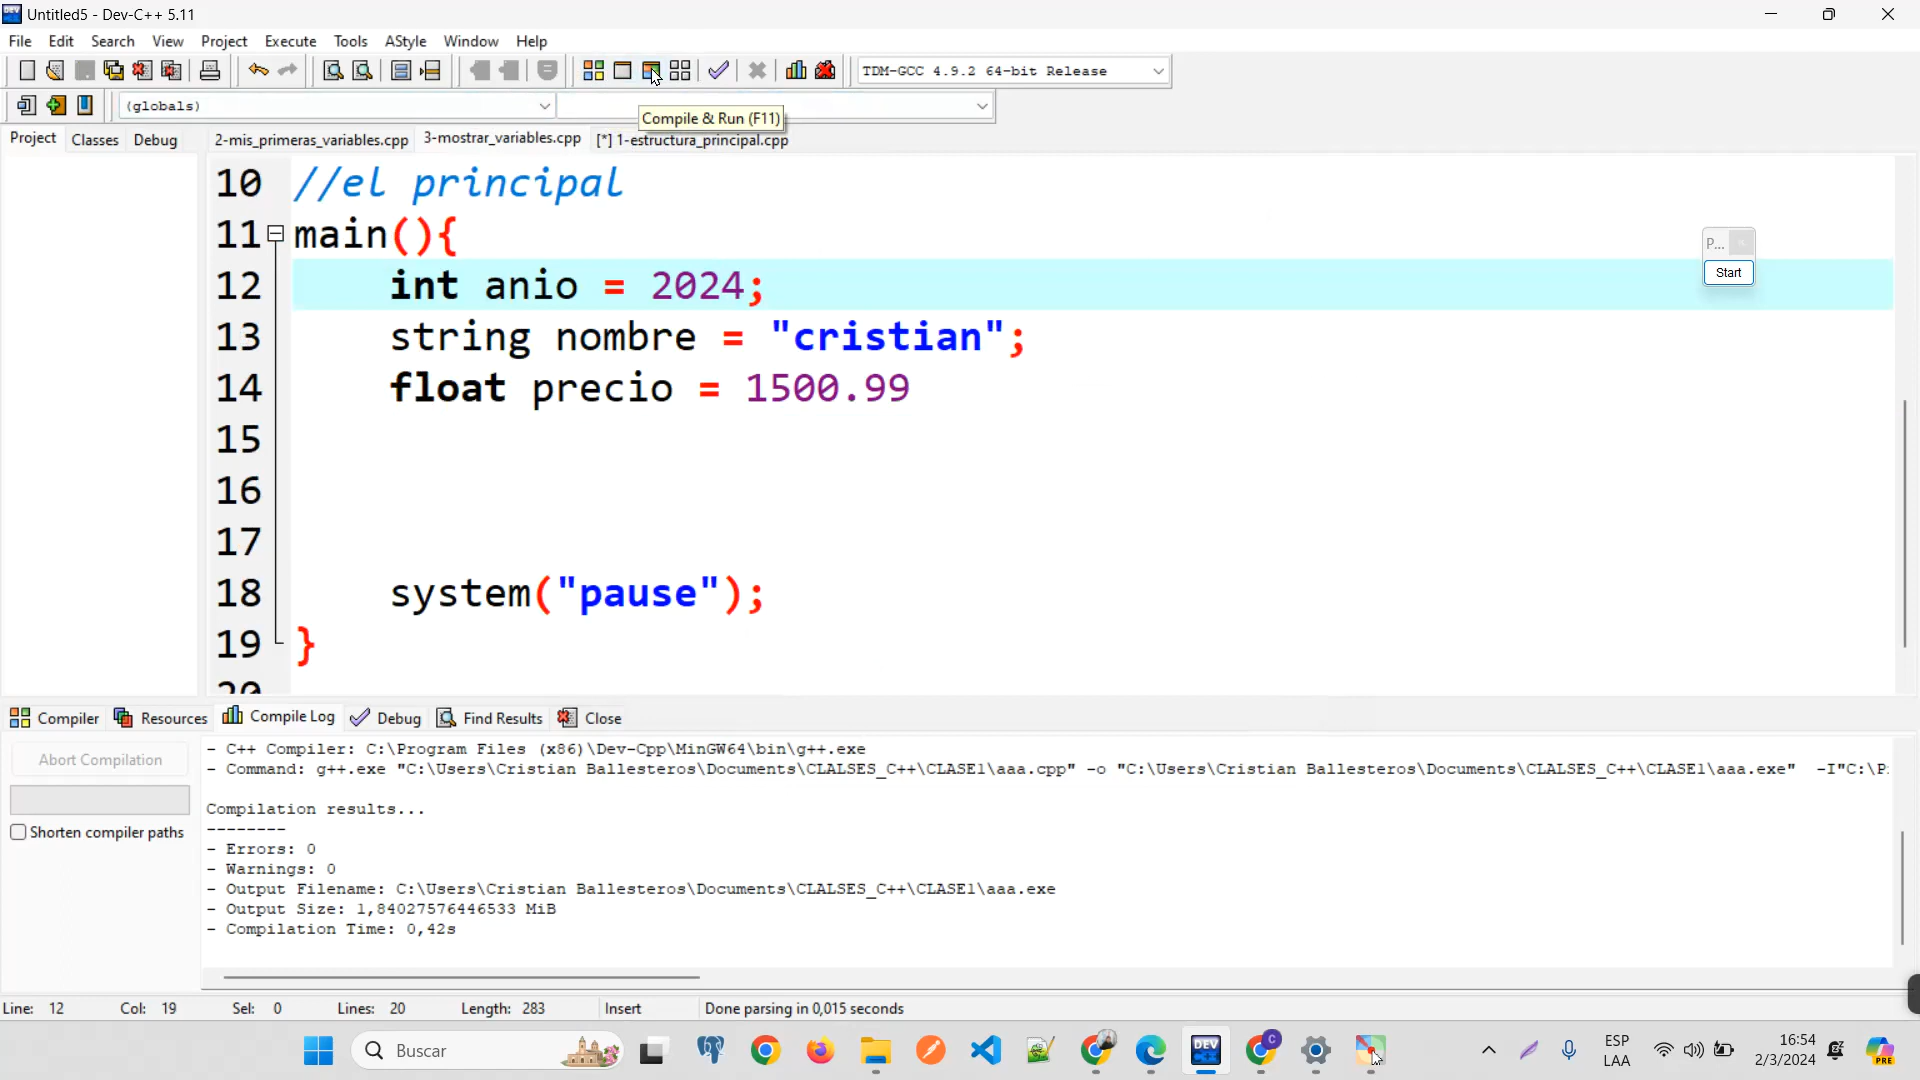 Untitled5 - Dev-C++ 5.11
File Edit Search View Project Execute Tools AStyle Window Help
TDM-GCC 4.9.2 64-bit Release
(globals)
Compile & Run (F11)
Project Classes Debug 2-mis_primeras_variables.cpp 3-mostrar_variables.cpp [*] 1-estructura_principal.cpp
10 //el principal
11 main(){
P...
Start
12 int anio = 2024;
13 string nombre = "cristian";
14 float precio = 1500.99
15
16
17
18 system("pause");
19 }
20
Compiler Resources Compile Log Debug Find Results Close
Abort Compilation
Shorten compiler paths
- C++ Compiler: C:\Program Files (x86)\Dev-Cpp\MinGW64\bin\g++.exe
- Command: g++.exe "C:\Users\Cristian Ballesteros\Documents\CLALSES_C++\CLASE1\aaa.cpp" -o "C:\Users\Cristian Ballesteros\Documents\CLALSES_C++\CLASE1\aaa.exe" -I"C:\P
Compilation results...
--------
- Errors: 0
- Warnings: 0
- Output Filename: C:\Users\Cristian Ballesteros\Documents\CLALSES_C++\CLASE1\aaa.exe
- Output Size: 1,84027576446533 MiB
- Compilation Time: 0,42s
Line: 12 Col: 19 Sel: 0 Lines: 20 Length: 283 Insert Done parsing in 0,015 seconds
Buscar
DEV
C
ESP
LAA
16:54
2/3/2024
PRE